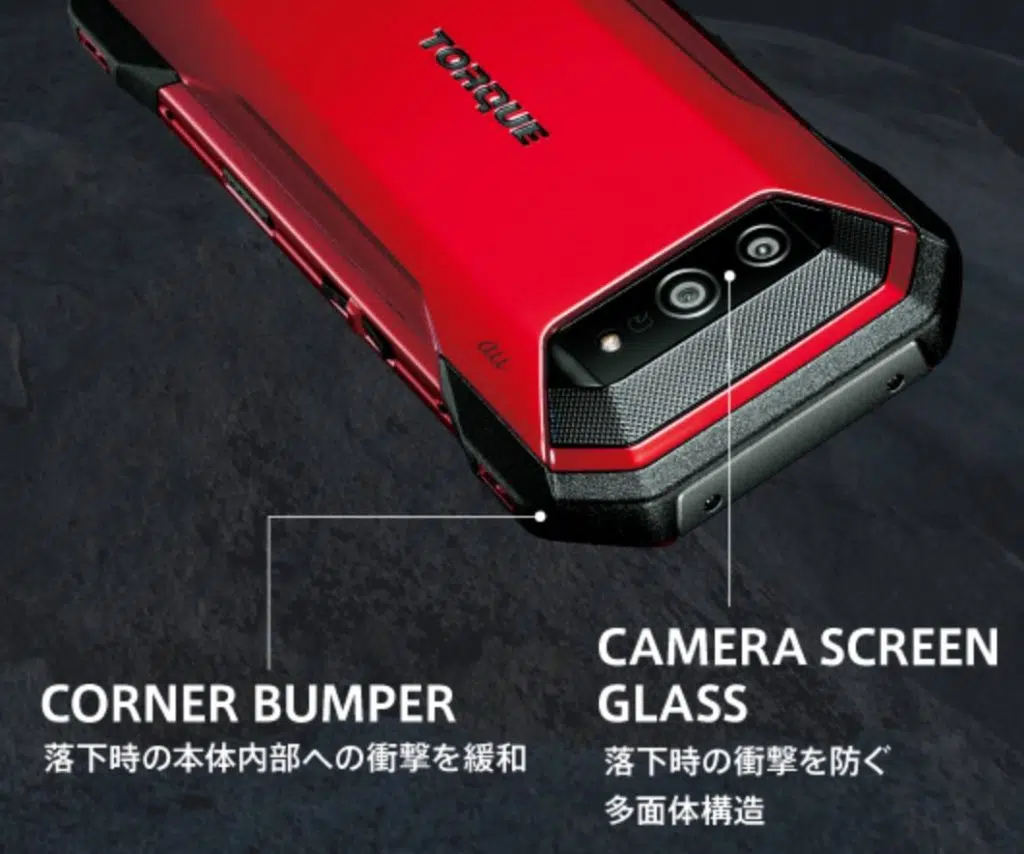 TORQUE
au
CORNER BUMPER
落下時の本体内部への衝撃を緩和
CAMERA SCREEN
GLASS
落下時の衝撃を防ぐ
多面体構造